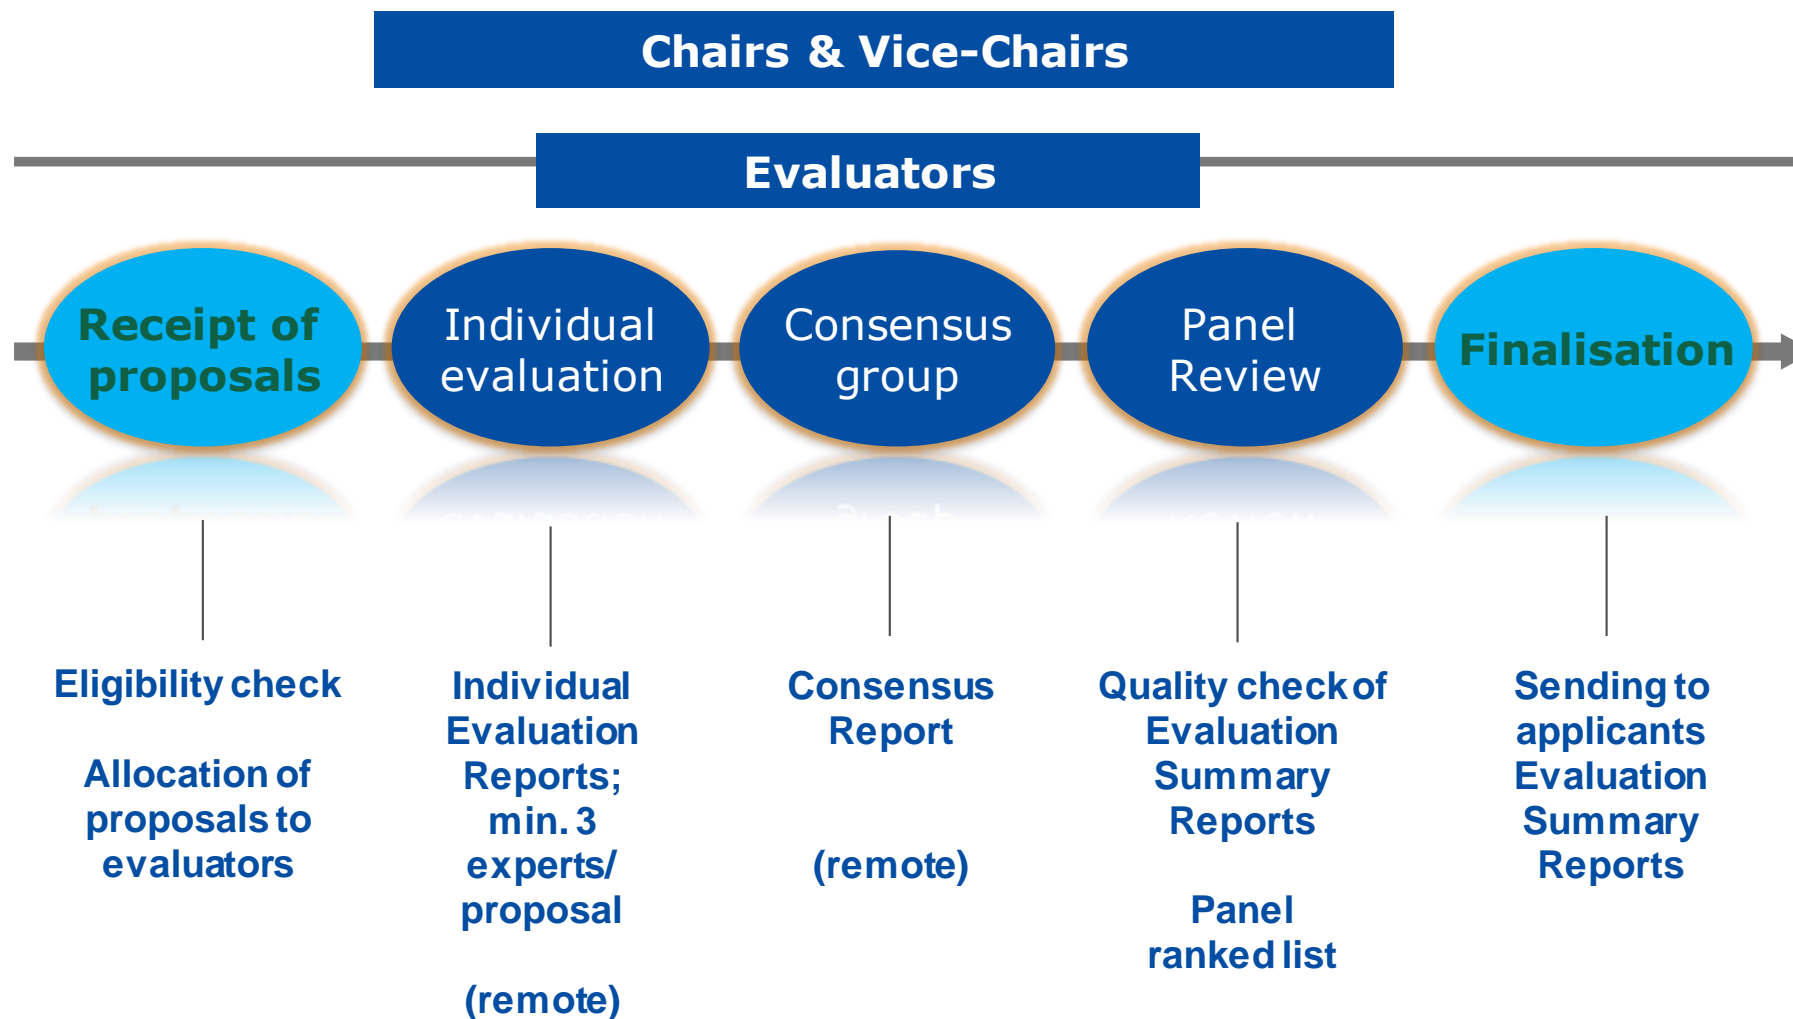 Chairs & Vice-Chairs
Evaluators
Receipt of
proposals
Individual
evaluation
Consensus
group
Panel
Review
Finalisation
Eligibility check
Allocation of
proposals to
evaluators
Individual
Evaluation
Reports;
min. 3
experts/
proposal
(remote)
Consensus
Report
(remote)
Quality check of
Evaluation
Summary
Reports
Panel
ranked list
Sending to
applicants
Evaluation
Summary
Reports